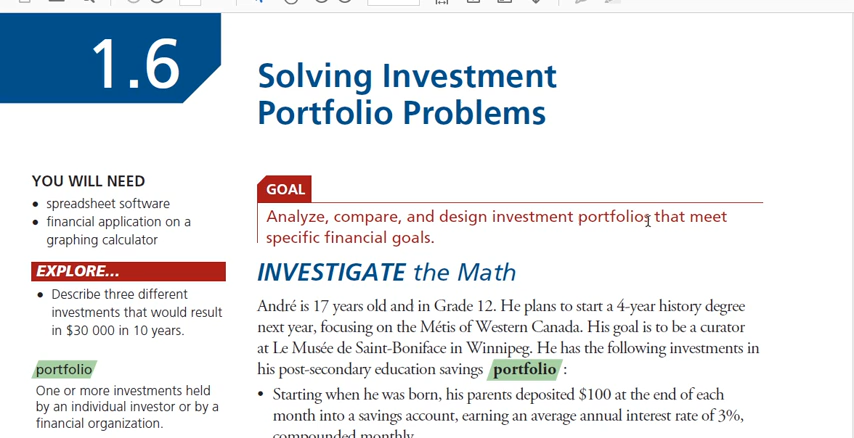 1.6
Solving Investment
Portfolio Problems
YOU WILL NEED
• spreadsheet software
• financial application on a
graphing calculator
EXPLORE...
• Describe three different
investments that would result
in $30 000 in 10 years.
portfolio
One or more investments held
by an individual investor or by a
financial organization.
GOAL
Analyze, compare, and design investment portfolios that meet
specific financial goals.
INVESTIGATE the Math
André is 17 years old and in Grade 12. He plans to start a 4-year history degree
next year, focusing on the Métis of Western Canada. His goal is to be a curator
at Le Musée de Saint-Boniface in Winnipeg. He has the following investments in
his post-secondary education savings portfolio:
• Starting when he was born, his parents deposited $100 at the end of each
month into a savings account, earning an average annual interest rate of 3%,
compounded monthly